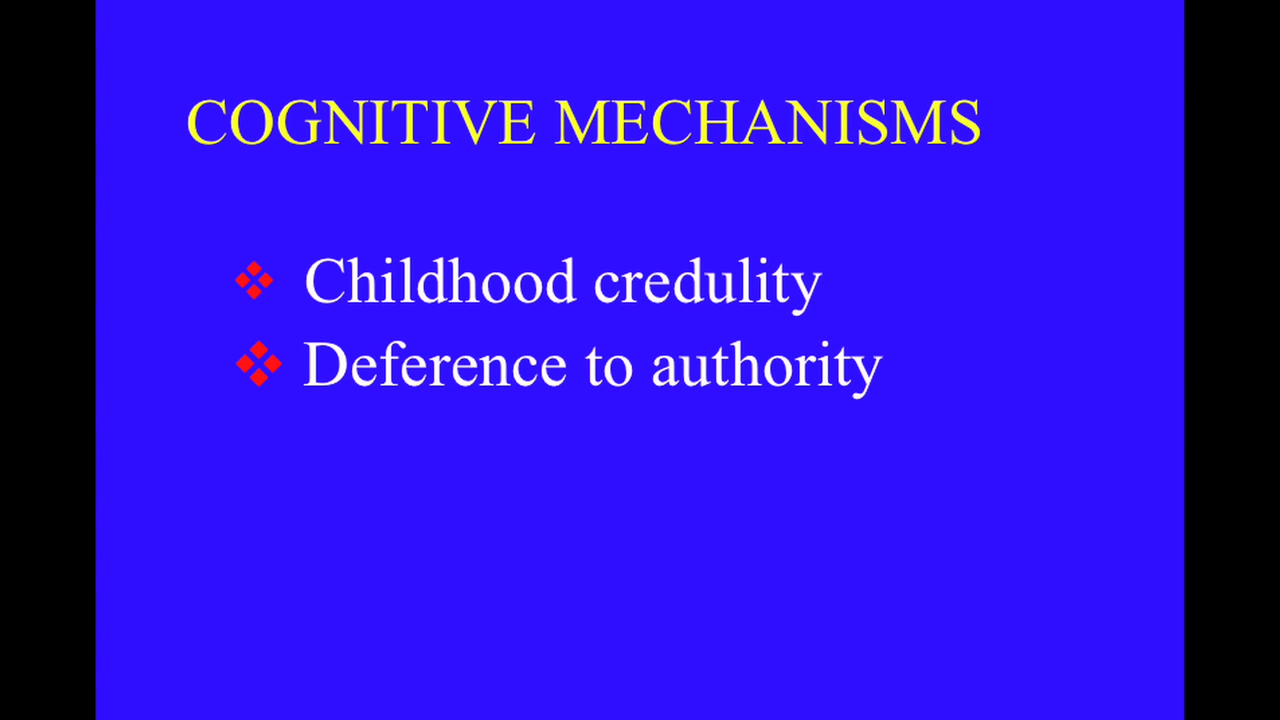 COGNITIVE MECHANISMS
❖ Childhood credulity
❖ Deference to authority